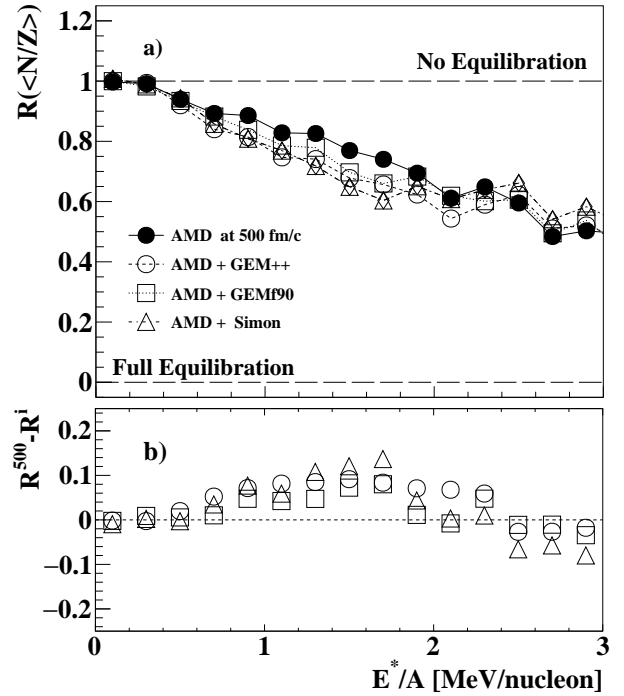 R(<N/Z>)
1.2
1
0.8
0.6
0.4
0.2
0
a)
No Equilibration
AMD at 500 fm/c
AMD + GEM++
AMD + GEMf90
AMD + Simon
Full Equilibration
R^500-R^i
0.2
0.1
0
−0.1
−0.2
b)
0 1 2 3
E*/A [MeV/nucleon]